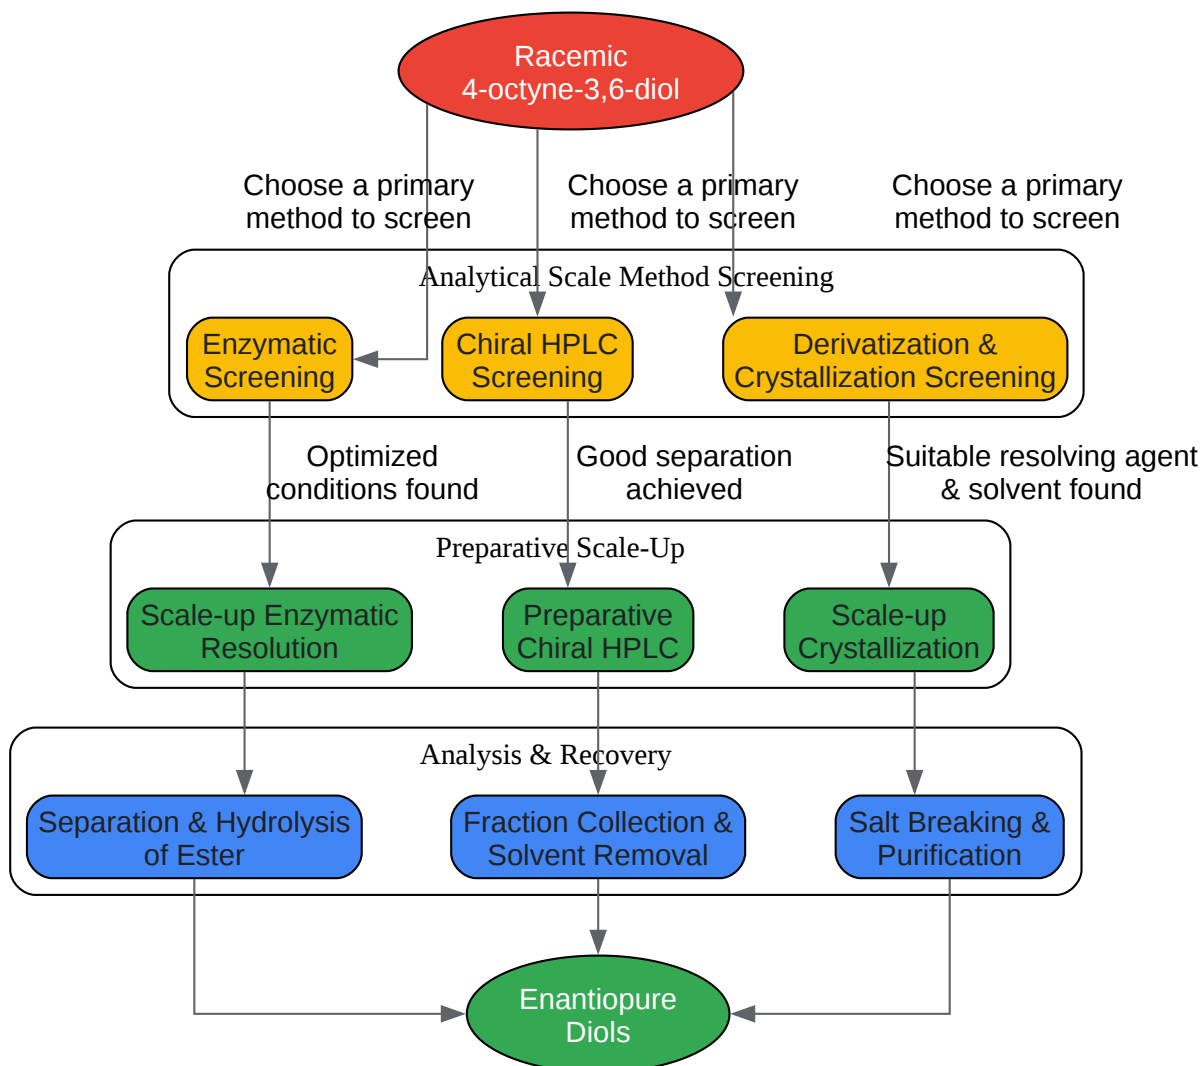 Racemic
4-octyne-3,6-diol
Choose a primary
method to screen
Choose a primary
method to screen
Choose a primary
method to screen
Analytical Scale Method Screening
Enzymatic
Screening
Chiral HPLC
Screening
Derivatization &
Crystallization Screening
Optimized
conditions found
Good separation
achieved
Suitable resolving agent
& solvent found
Preparative Scale-Up
Scale-up Enzymatic
Resolution
Preparative
Chiral HPLC
Scale-up
Crystallization
Analysis & Recovery
Separation & Hydrolysis
of Ester
Fraction Collection &
Solvent Removal
Salt Breaking &
Purification
Enantiopure
Diols